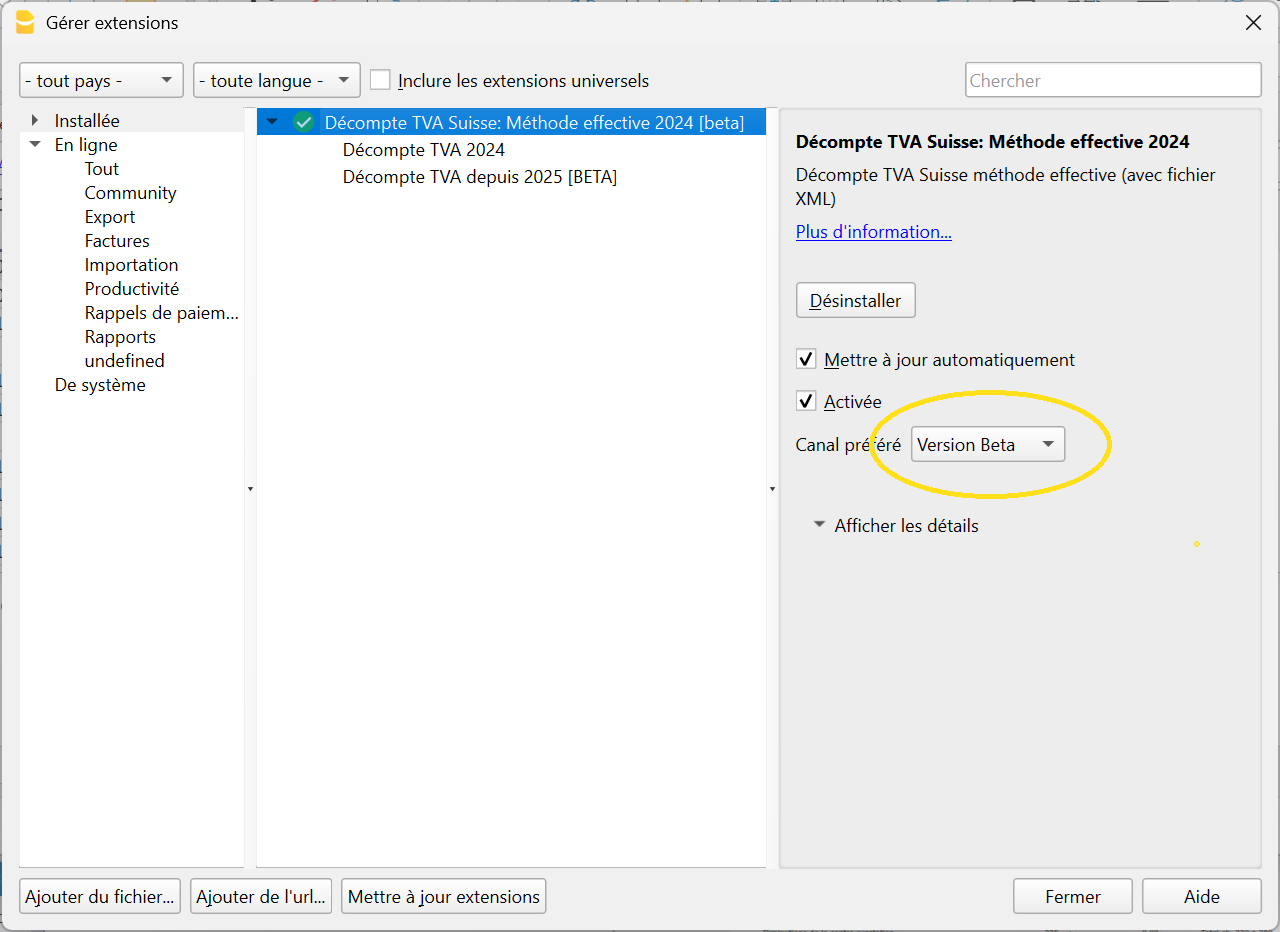 Gérer extensions
- tout pays -
- toute langue -
Inclure les extensions universels
Chercher
Installée
En ligne
Tout
Community
Export
Factures
Importation
Productivité
Rappels de paiem...
Rapports
undefined
De système
Décompte TVA Suisse: Méthode effective 2024 [beta]
Décompte TVA 2024
Décompte TVA depuis 2025 [BETA]
Décompte TVA Suisse: Méthode effective 2024
Décompte TVA Suisse méthode effective (avec fichier
XML)
Plus d'information...
Désinstaller
Mettre à jour automatiquement
Activée
Canal préféré
Version Beta
Afficher les détails
Ajouter du fichier...
Ajouter de l'url...
Mettre à jour extensions
Fermer
Aide